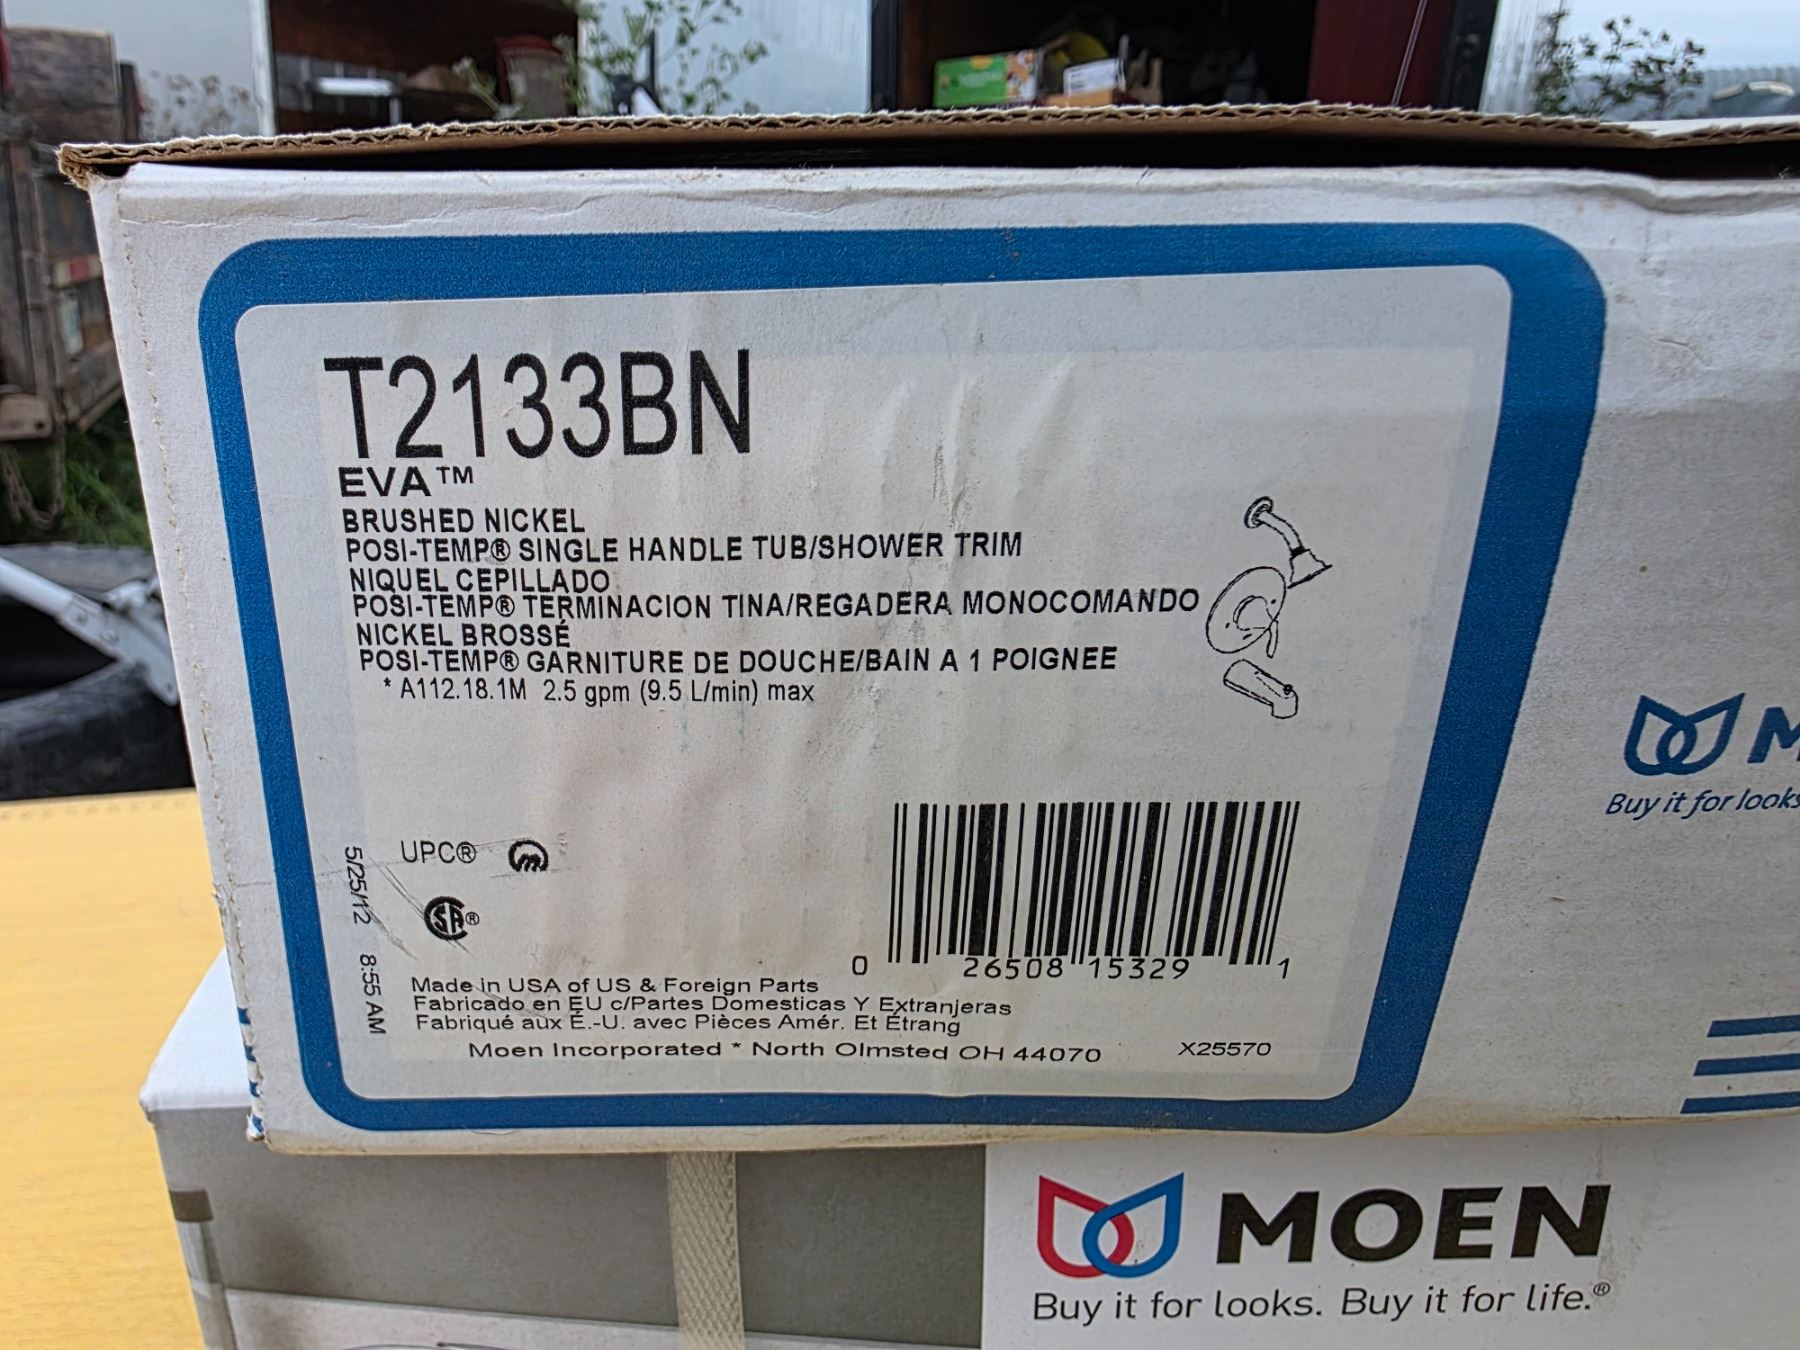 T2133BN
EVA™
BRUSHED NICKEL
POSI-TEMP® SINGLE HANDLE TUB/SHOWER TRIM
NIQUEL CEPILLADO
POSI-TEMP® TERMINACION TINA/REGADERA MONOCOMANDO
NICKEL BROSSÉ
POSI-TEMP® GARNITURE DE DOUCHE/BAIN A 1 POIGNEE
* A112.18.1M 2.5 gpm (9.5 L/min) max
UPC®
SA®
5/25/12 8:55 AM
0 26508 15329 1
Made in USA of US & Foreign Parts
Fabricado en EU c/Partes Domesticas Y Extranjeras
Fabriqué aux É.-U. avec Pièces Amér. Et Étrang
Moen Incorporated * North Olmsted OH 44070 X25570
M
Buy it for looks
MOEN
Buy it for looks. Buy it for life.®